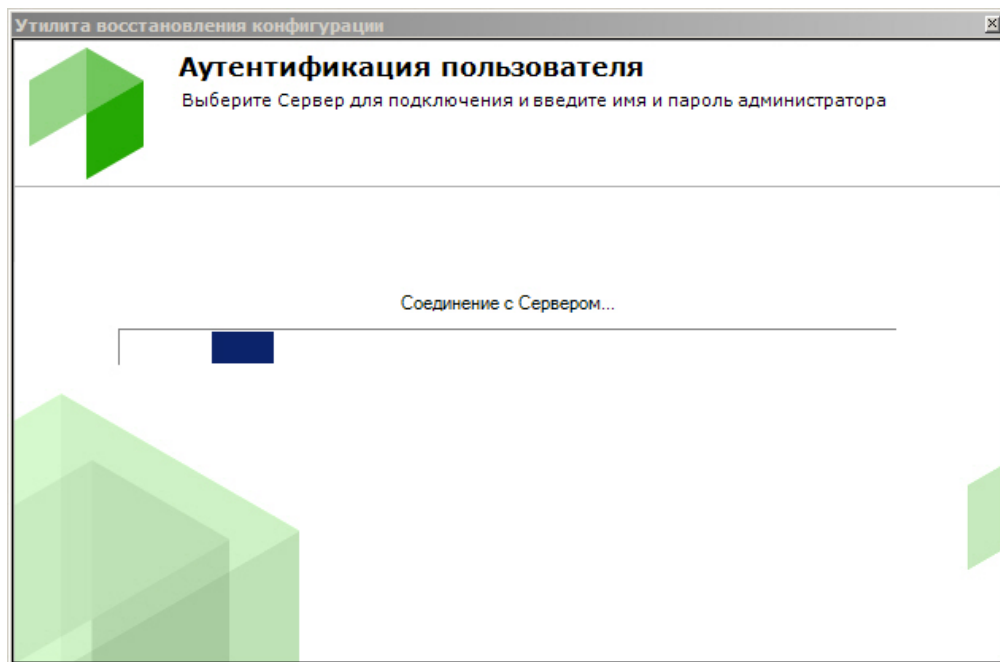 Утилита восстановления конфигурации
Аутентификация пользователя
Выберите Сервер для подключения и введите имя и пароль администратора
Соединение с Сервером...